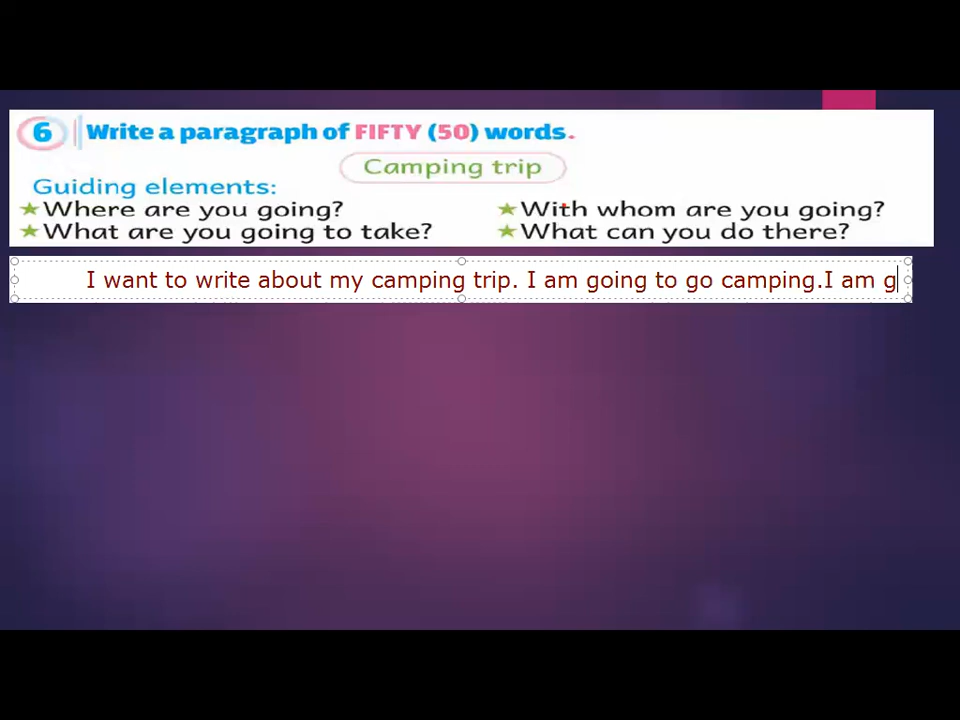 6 Write a paragraph of FIFTY (50) words.
Camping trip
Guiding elements:
★ Where are you going? ★ With whom are you going?
★ What are you going to take? ★ What can you do there?
I want to write about my camping trip. I am going to go camping.I am g